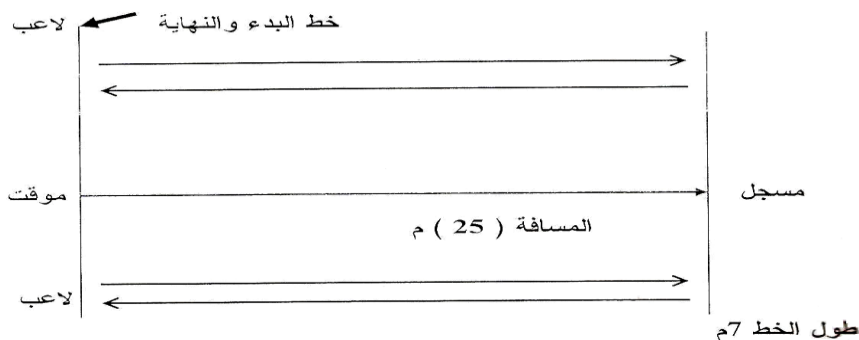 خط البدء والنهاية
لاعب
مسجل
موقت
المسافة ( 25 ) م
لاعب
طول الخط 7م